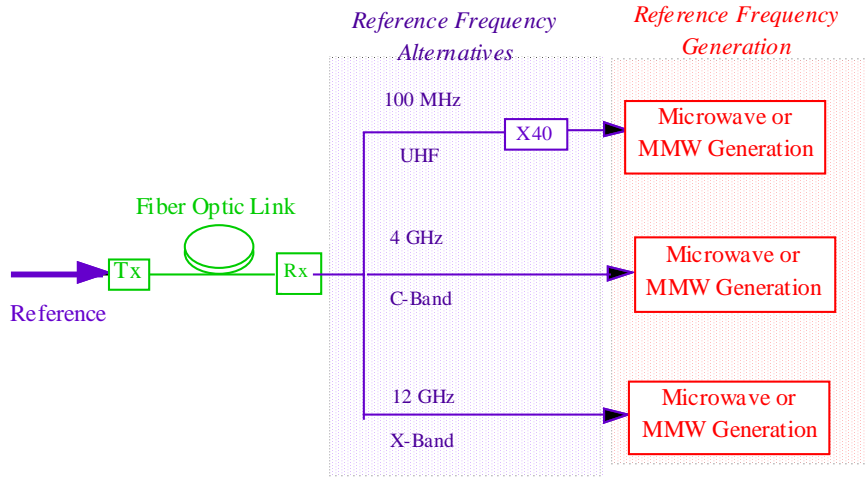 Reference Frequency
Alternatives
Reference Frequency
Generation
100 MHz
UHF
X40
Microwave or
MMW Generation
Fiber Optic Link
Tx
Rx
Reference
4 GHz
C-Band
Microwave or
MMW Generation
12 GHz
X-Band
Microwave or
MMW Generation